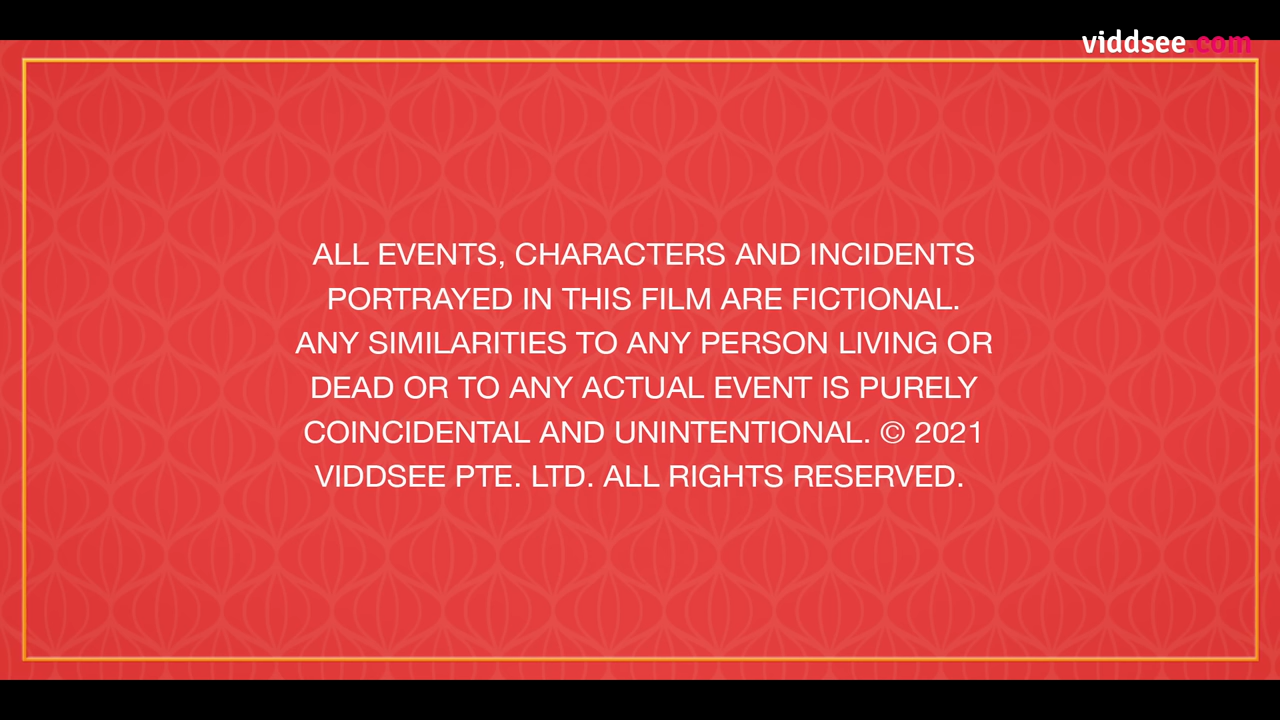 viddsee.com
ALL EVENTS, CHARACTERS AND INCIDENTS
PORTRAYED IN THIS FILM ARE FICTIONAL.
ANY SIMILARITIES TO ANY PERSON LIVING OR
DEAD OR TO ANY ACTUAL EVENT IS PURELY
COINCIDENTAL AND UNINTENTIONAL. © 2021
VIDDSEE PTE. LTD. ALL RIGHTS RESERVED.